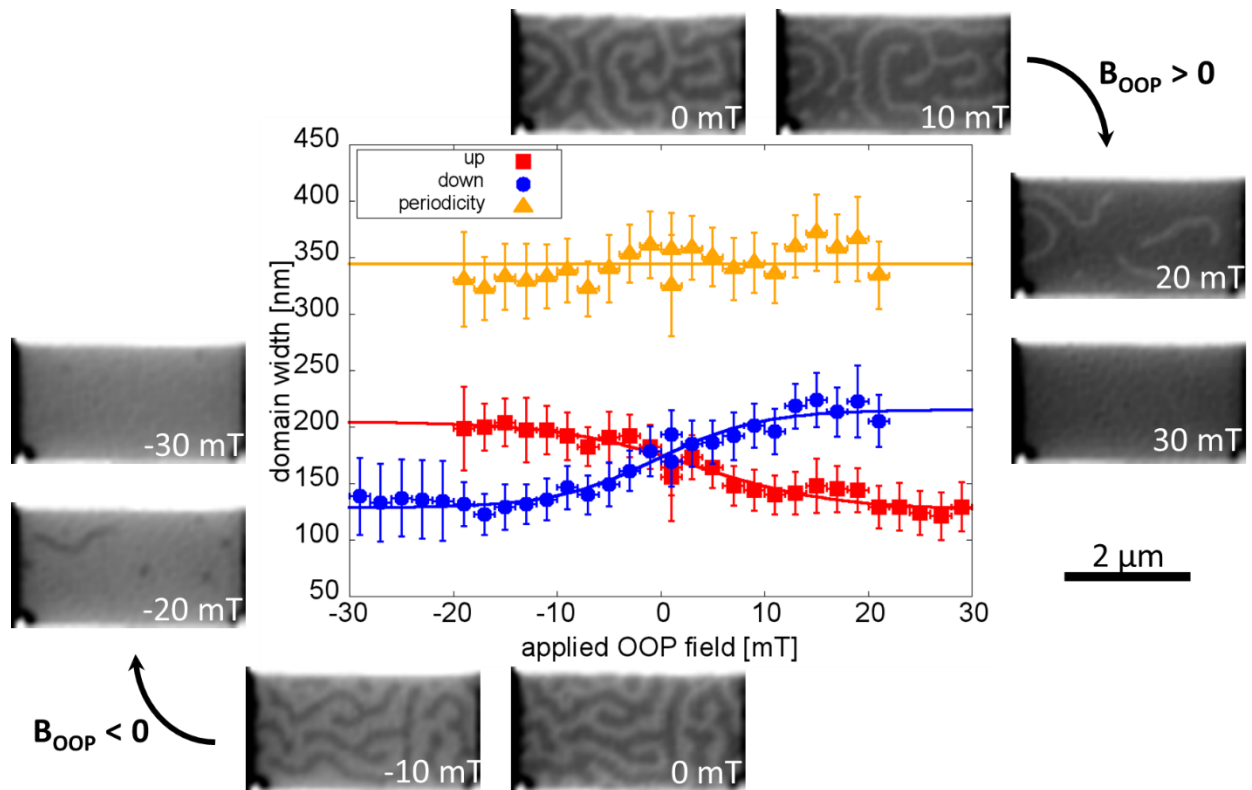 0 mT
10 mT
B_OOP > 0
20 mT
30 mT
2 µm
-30 mT
-20 mT
B_OOP < 0
-10 mT
0 mT
up
down
periodicity
domain width [nm]
450
400
350
300
250
200
150
100
50
-30 -20 -10 0 10 20 30
applied OOP field [mT]